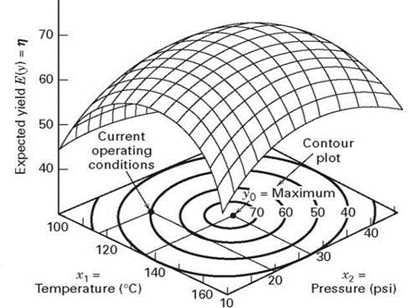 Expected yield E(y) = η
70
60
50
40
Current
operating
conditions
Contour
plot
y0 = Maximum
70 60 50 40
100
120
140
160
10
20
30
40
x1 =
Temperature (°C)
x2 =
Pressure (psi)